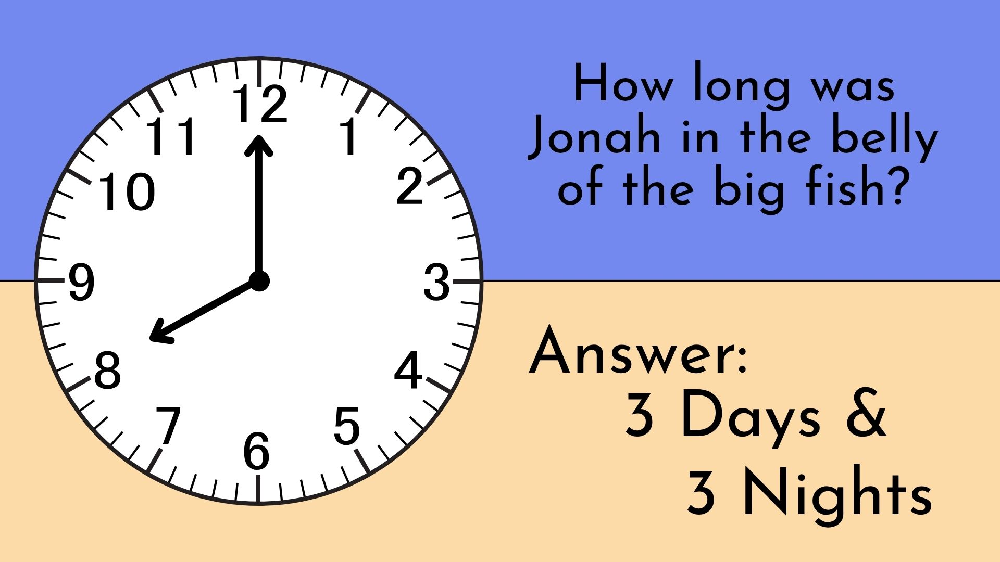 12
1
2
3
4
5
6
7
8
9
10
11
How long was
Jonah in the belly
of the big fish?
Answer:
3 Days &
3 Nights